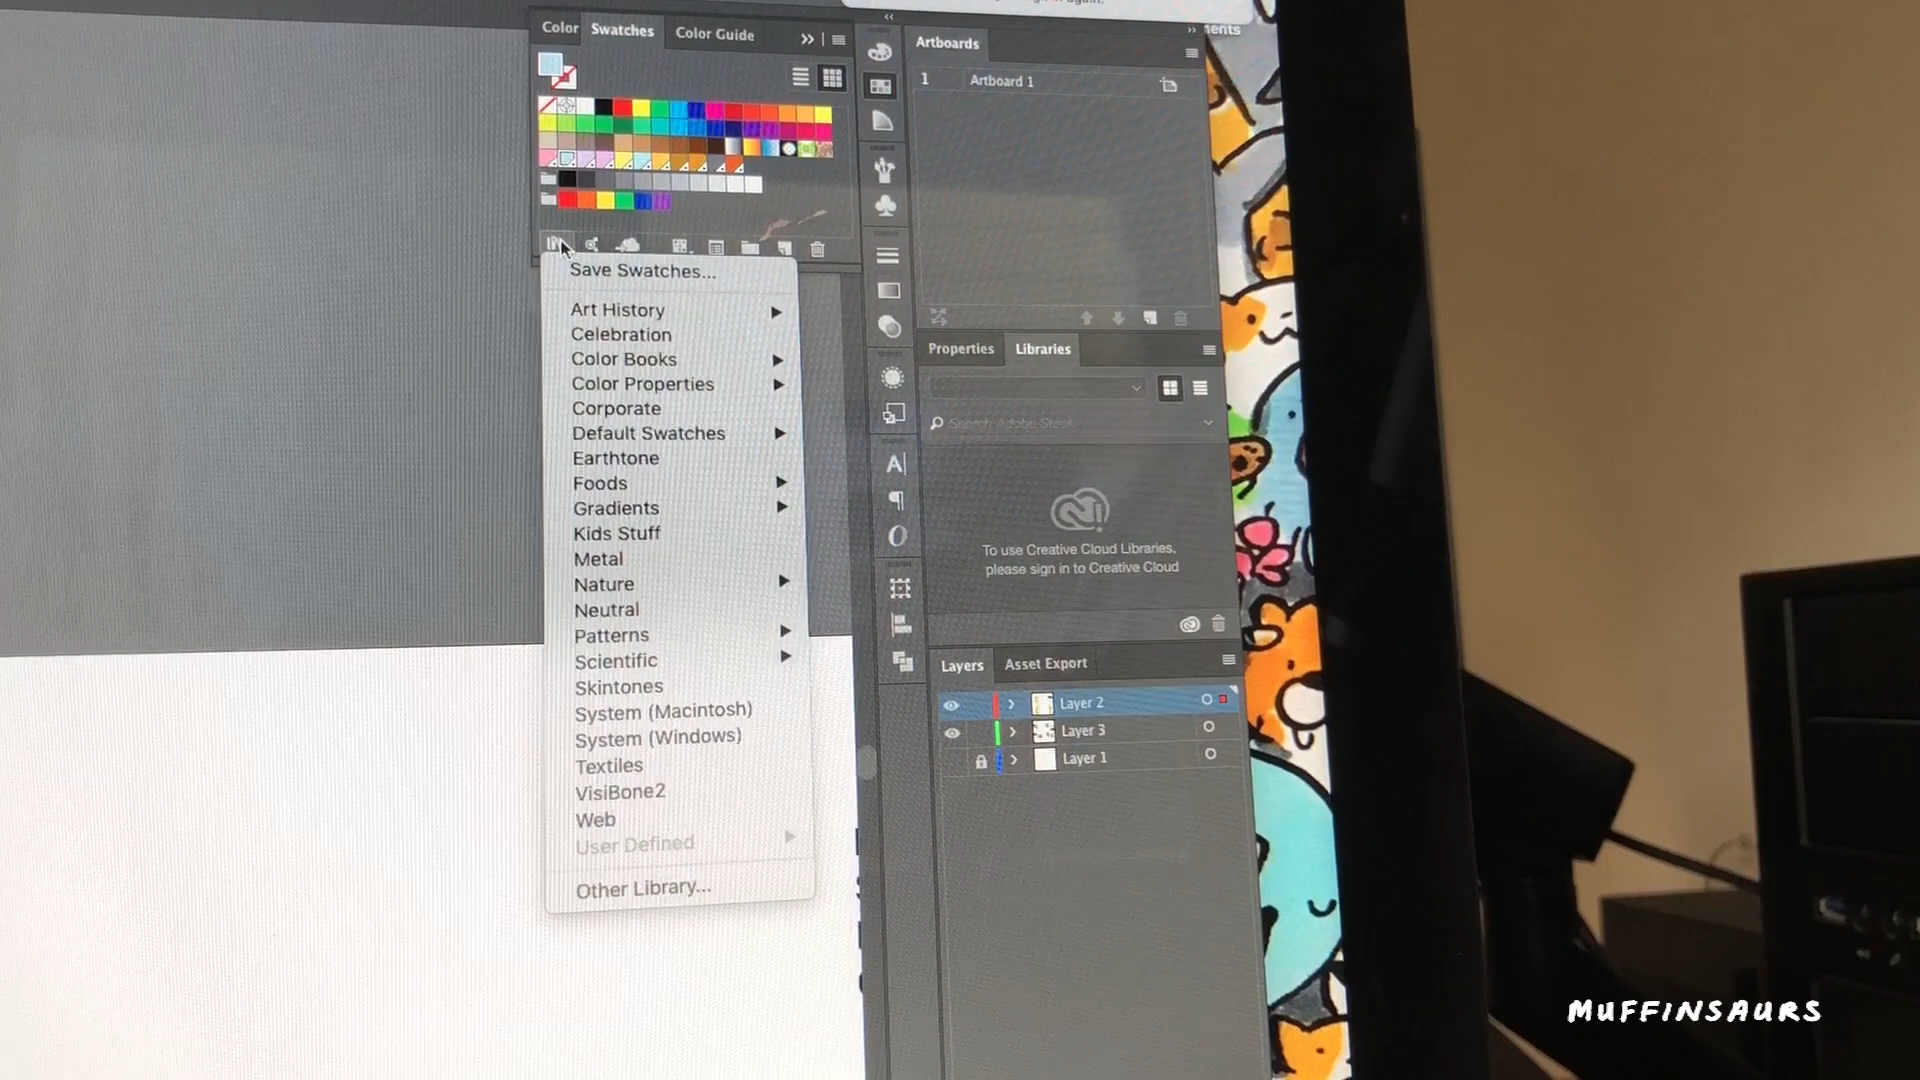 Color Swatches Color Guide
Save Swatches...
Art History
Celebration
Color Books
Color Properties
Corporate
Default Swatches
Earthtone
Foods
Gradients
Kids Stuff
Metal
Nature
Neutral
Patterns
Scientific
Skintones
System (Macintosh)
System (Windows)
Textiles
VisiBone2
Web
User Defined
Other Library...
Artboards
1 Artboard 1
Properties Libraries
Search Adobe Stock
To use Creative Cloud Libraries,
please sign in to Creative Cloud
Layers Asset Export
Layer 2
Layer 3
Layer 1
MUFFINSAURS